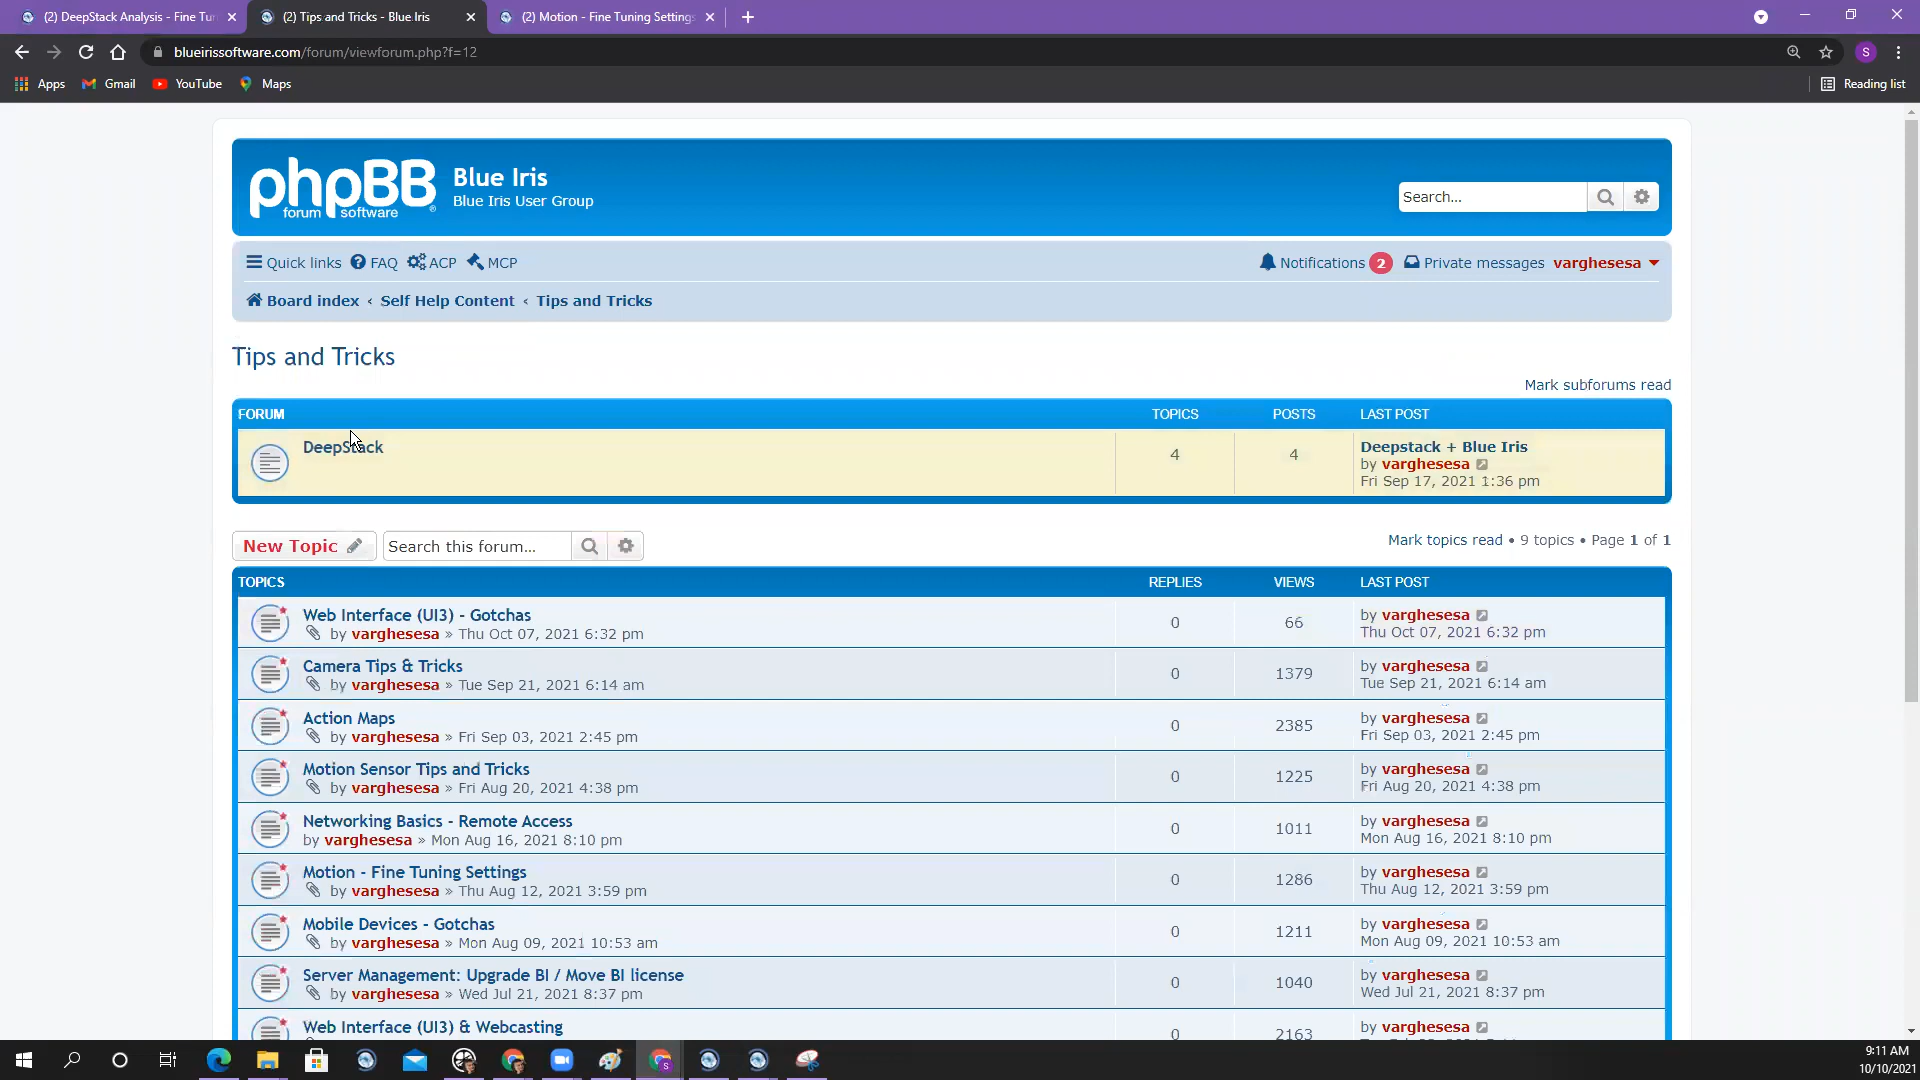 (2) DeepStack Analysis - Fine Tu
(2) Tips and Tricks - Blue Iris
(2) Motion - Fine Tuning Settings
blueirissoftware.com/forum/viewforum.php?f=12
S
Apps
Gmail
YouTube
Maps
Reading list
phpBB
forum software
Blue Iris
Blue Iris User Group
Search...
Quick links
FAQ
ACP
MCP
Notifications 2
Private messages
varghesesa
Board index ‹ Self Help Content ‹ Tips and Tricks
Tips and Tricks
Mark subforums read
FORUM TOPICS POSTS LAST POST
DeepStack 4 4 Deepstack + Blue Iris
by varghesesa
Fri Sep 17, 2021 1:36 pm
New Topic
Search this forum...
Mark topics read • 9 topics • Page 1 of 1
TOPICS REPLIES VIEWS LAST POST
Web Interface (UI3) - Gotchas 0 66 by varghesesa
by varghesesa » Thu Oct 07, 2021 6:32 pm Thu Oct 07, 2021 6:32 pm
Camera Tips & Tricks 0 1379 by varghesesa
by varghesesa » Tue Sep 21, 2021 6:14 am Tue Sep 21, 2021 6:14 am
Action Maps 0 2385 by varghesesa
by varghesesa » Fri Sep 03, 2021 2:45 pm Fri Sep 03, 2021 2:45 pm
Motion Sensor Tips and Tricks 0 1225 by varghesesa
by varghesesa » Fri Aug 20, 2021 4:38 pm Fri Aug 20, 2021 4:38 pm
Networking Basics - Remote Access 0 1011 by varghesesa
by varghesesa » Mon Aug 16, 2021 8:10 pm Mon Aug 16, 2021 8:10 pm
Motion - Fine Tuning Settings 0 1286 by varghesesa
by varghesesa » Thu Aug 12, 2021 3:59 pm Thu Aug 12, 2021 3:59 pm
Mobile Devices - Gotchas 0 1211 by varghesesa
by varghesesa » Mon Aug 09, 2021 10:53 am Mon Aug 09, 2021 10:53 am
Server Management: Upgrade BI / Move BI license 0 1040 by varghesesa
by varghesesa » Wed Jul 21, 2021 8:37 pm Wed Jul 21, 2021 8:37 pm
Web Interface (UI3) & Webcasting 0 2163 by varghesesa
9:11 AM
10/10/2021